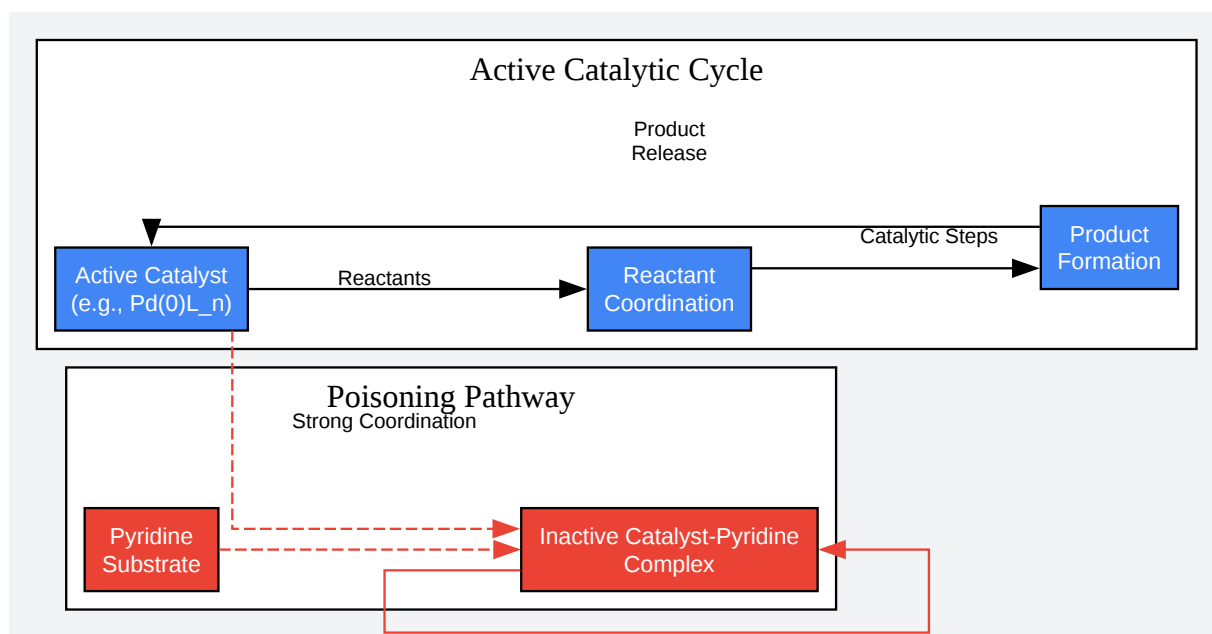 Active Catalytic Cycle
Product
Release
Catalytic Steps
Product
Formation
Active Catalyst
(e.g., Pd(0)L_n)
Reactants
Reactant
Coordination
Poisoning Pathway
Strong Coordination
Pyridine
Substrate
Inactive Catalyst-Pyridine
Complex